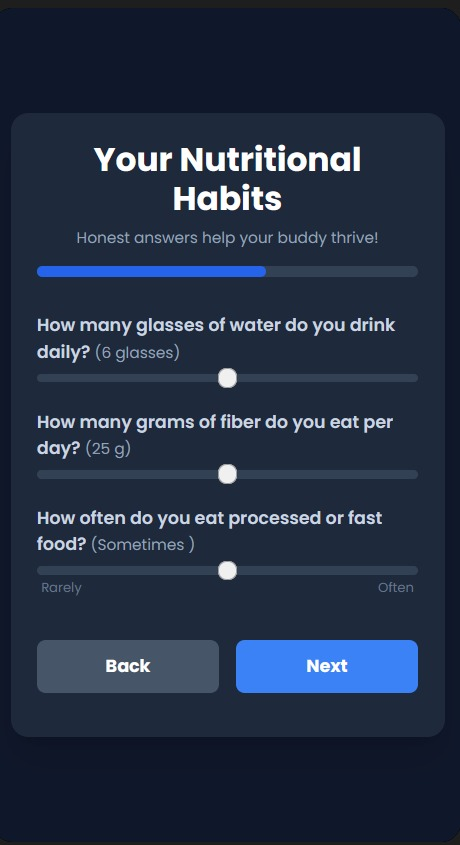 Your Nutritional
Habits
Honest answers help your buddy thrive!
How many glasses of water do you drink
daily? (6 glasses)
How many grams of fiber do you eat per
day? (25 g)
How often do you eat processed or fast
food? (Sometimes )
Rarely Often
Back Next